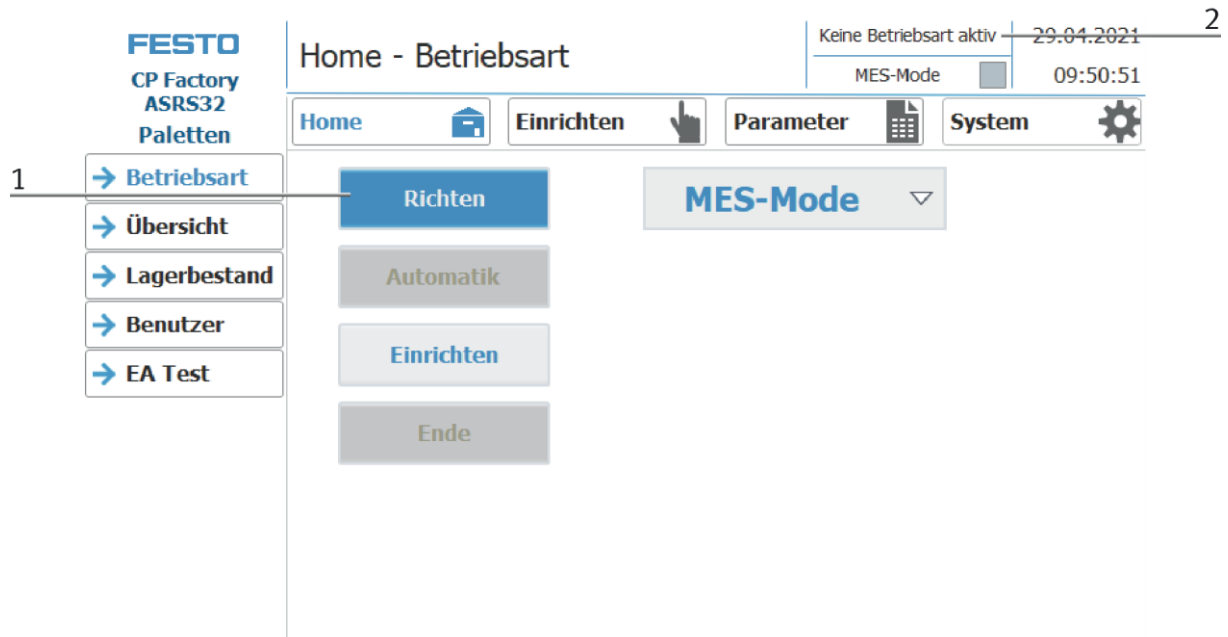 2
FESTO
CP Factory
ASRS32
Paletten
Home - Betriebsart
Keine Betriebsart aktiv
29.04.2021
MES-Mode
09:50:51
Home
Einrichten
Parameter
System
1
Betriebsart
Übersicht
Lagerbestand
Benutzer
EA Test
Richten
MES-Mode
Automatik
Einrichten
Ende